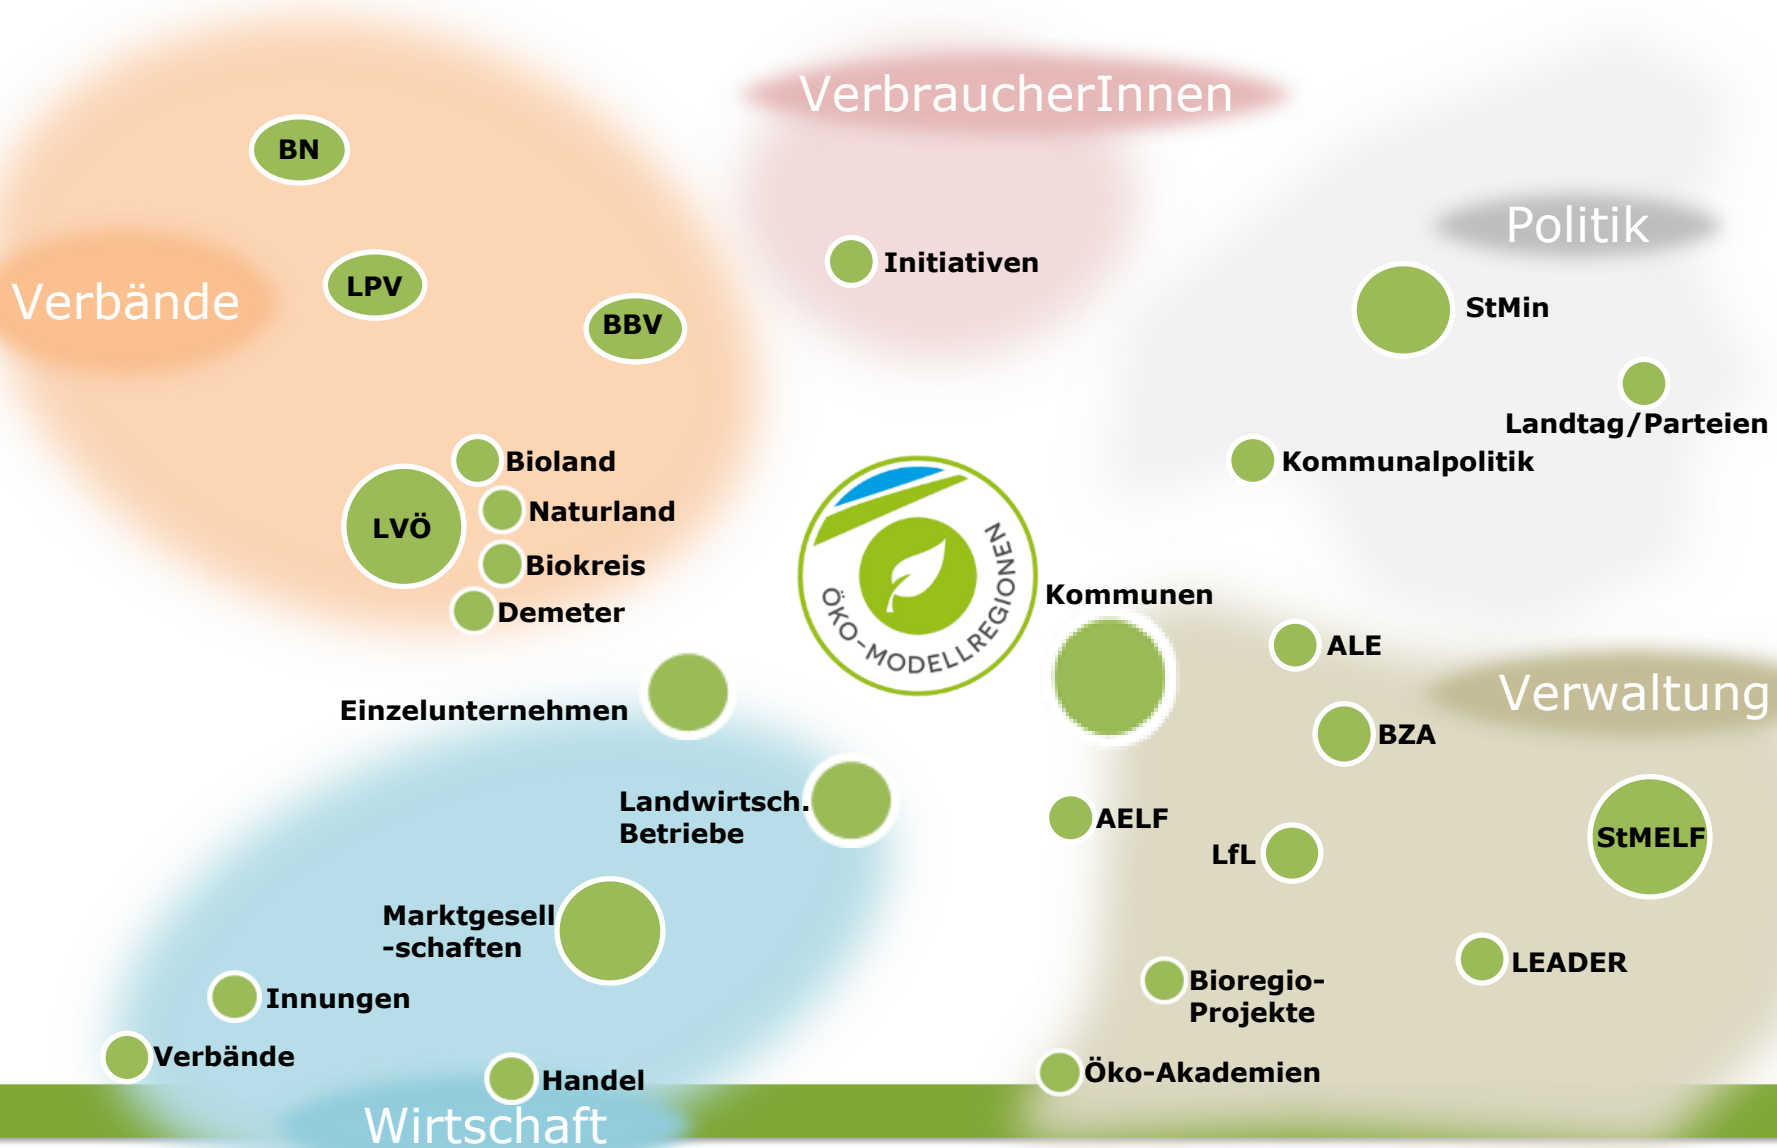 VerbraucherInnen
BN
Politik
Initiativen
LPV
Verbände
StMin
BBV
Landtag/Parteien
Bioland
Kommunalpolitik
Naturland
LVÖ
Biokreis
Demeter
ÖKO-MODELLREGIONEN
Kommunen
ALE
Verwaltung
Einzelunternehmen
BZA
Landwirtsch.
Betriebe
AELF
StMELF
LfL
Marktgesell
-schaften
LEADER
Bioregio-
Projekte
Innungen
Verbände
Öko-Akademien
Handel
Wirtschaft